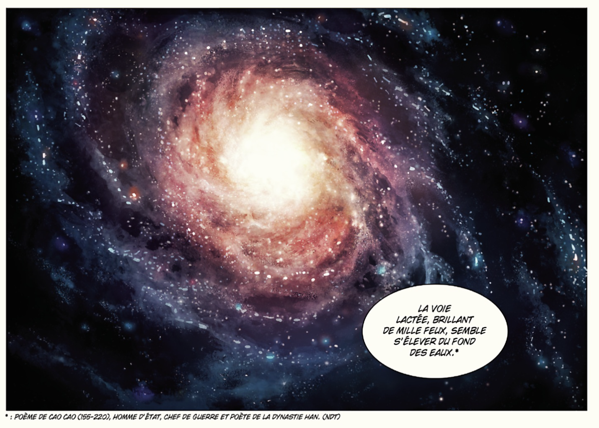 LA VOIE
LACTÉE, BRILLANT
DE MILLE FEUX, SEMBLE
S'ÉLEVER DU FOND
DES EAUX.*
* : POÈME DE CAO CAO (155-220), HOMME D'ÉTAT, CHEF DE GUERRE ET POÈTE DE LA DYNASTIE HAN. (NDT)